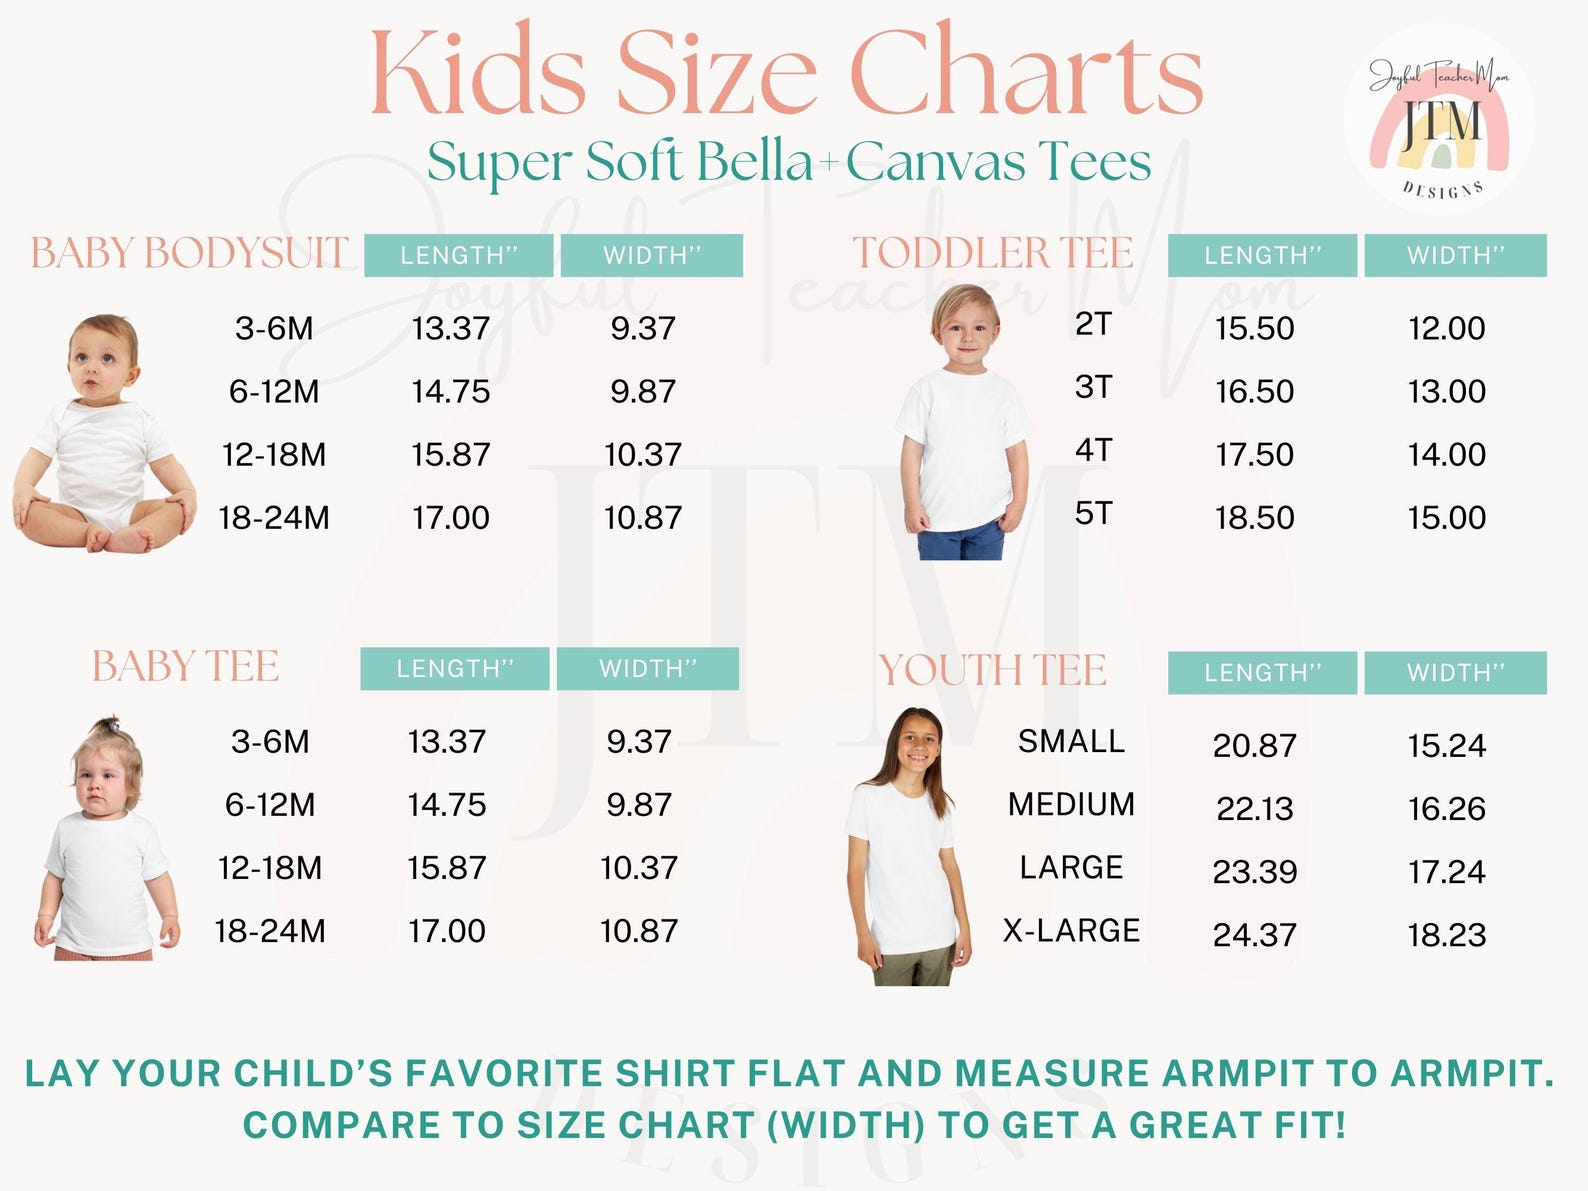 Kids Size Charts
Super Soft Bella+Canvas Tees
Joyful Teacher Mom
JTM
DESIGNS
BABY BODYSUIT LENGTH’’ WIDTH’’
3-6M 13.37 9.37
6-12M 14.75 9.87
12-18M 15.87 10.37
18-24M 17.00 10.87
TODDLER TEE LENGTH’’ WIDTH’’
2T 15.50 12.00
3T 16.50 13.00
4T 17.50 14.00
5T 18.50 15.00
BABY TEE LENGTH’’ WIDTH’’
3-6M 13.37 9.37
6-12M 14.75 9.87
12-18M 15.87 10.37
18-24M 17.00 10.87
YOUTH TEE LENGTH’’ WIDTH’’
SMALL 20.87 15.24
MEDIUM 22.13 16.26
LARGE 23.39 17.24
X-LARGE 24.37 18.23
Joyful Teacher Mom
JTM
DESIGNS
LAY YOUR CHILD’S FAVORITE SHIRT FLAT AND MEASURE ARMPIT TO ARMPIT.
COMPARE TO SIZE CHART (WIDTH) TO GET A GREAT FIT!